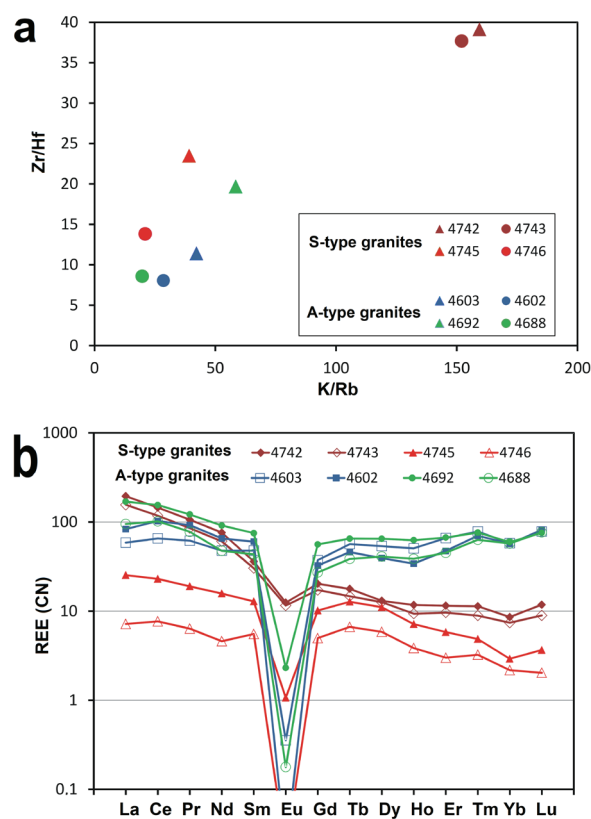 a
40
35
30
25
20
15
10
5
0
Zr/Hf
S-type granites
4742 4743
4745 4746
A-type granites
4603 4602
4692 4688
0 50 100 150 200
K/Rb
b
1000
100
10
1
0.1
REE (CN)
S-type granites 4742 4743 4745 4746
A-type granites 4603 4602 4692 4688
La Ce Pr Nd Sm Eu Gd Tb Dy Ho Er Tm Yb Lu